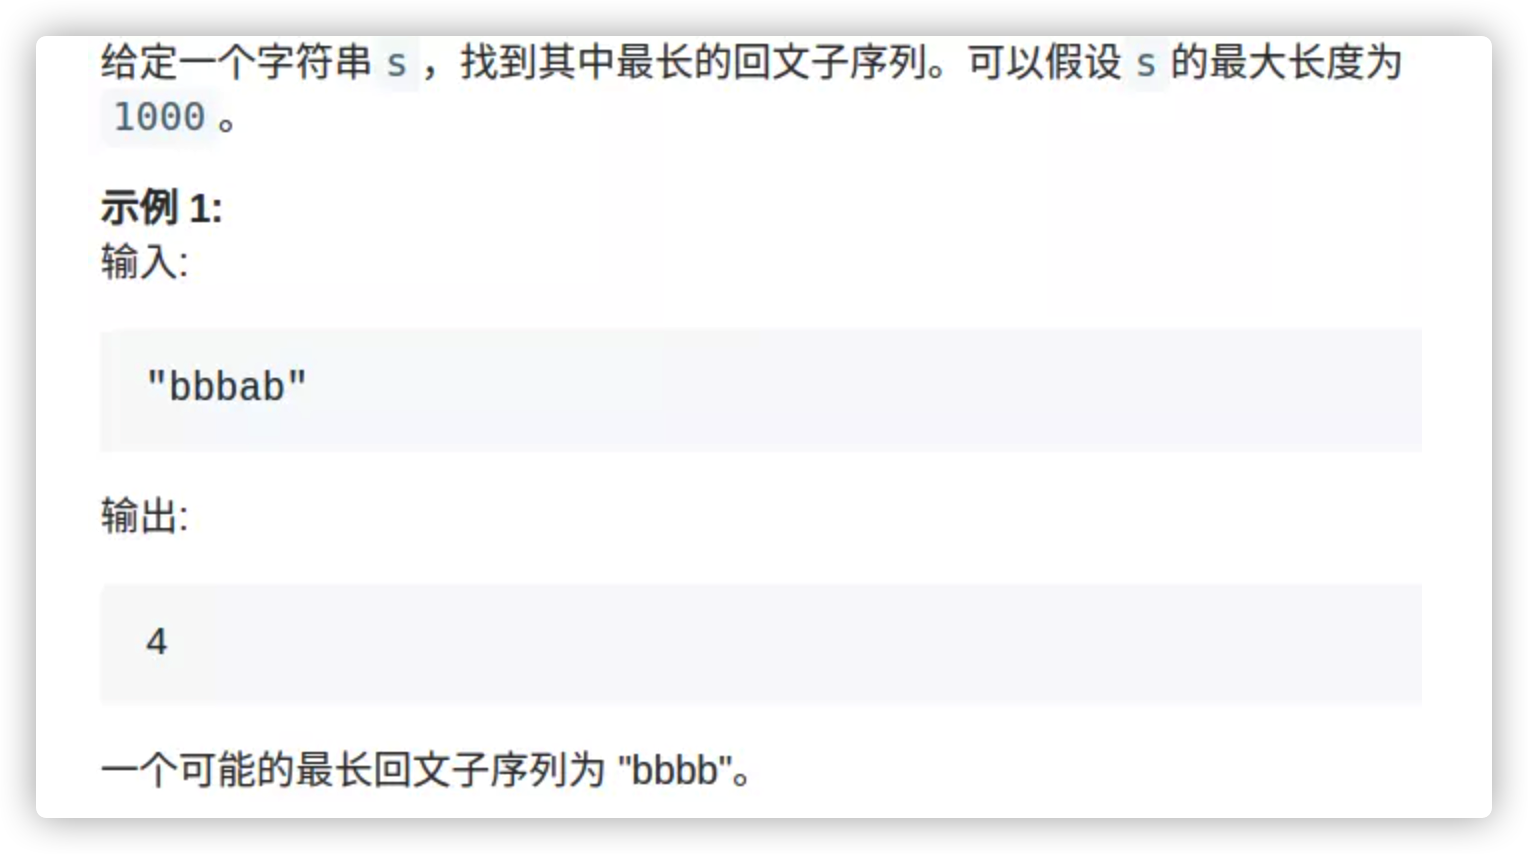 给定一个字符串 s ，找到其中最长的回文子序列。可以假设 s 的最大长度为
1000 。
示例 1:
输入:
"bbbab"
输出:
4
一个可能的最长回文子序列为 "bbbb"。